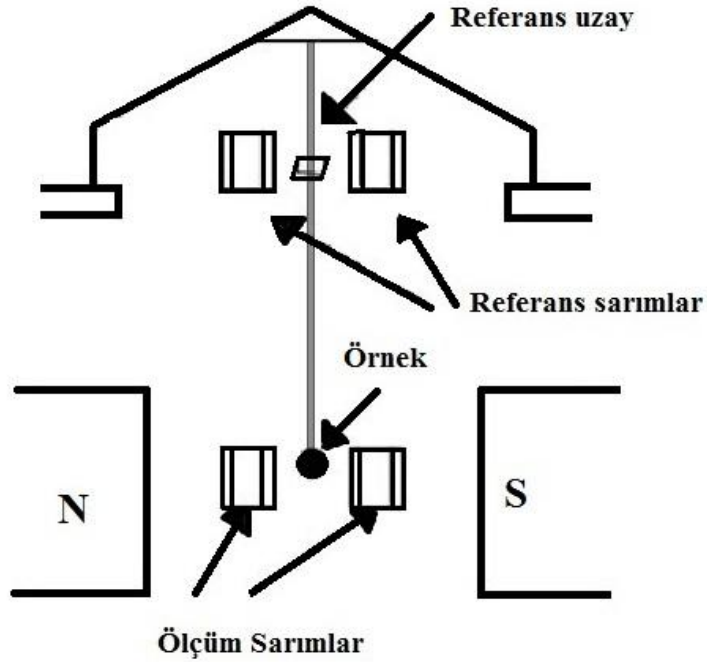 Referans uzay
Referans sarımlar
Örnek
N
S
Ölçüm Sarımlar